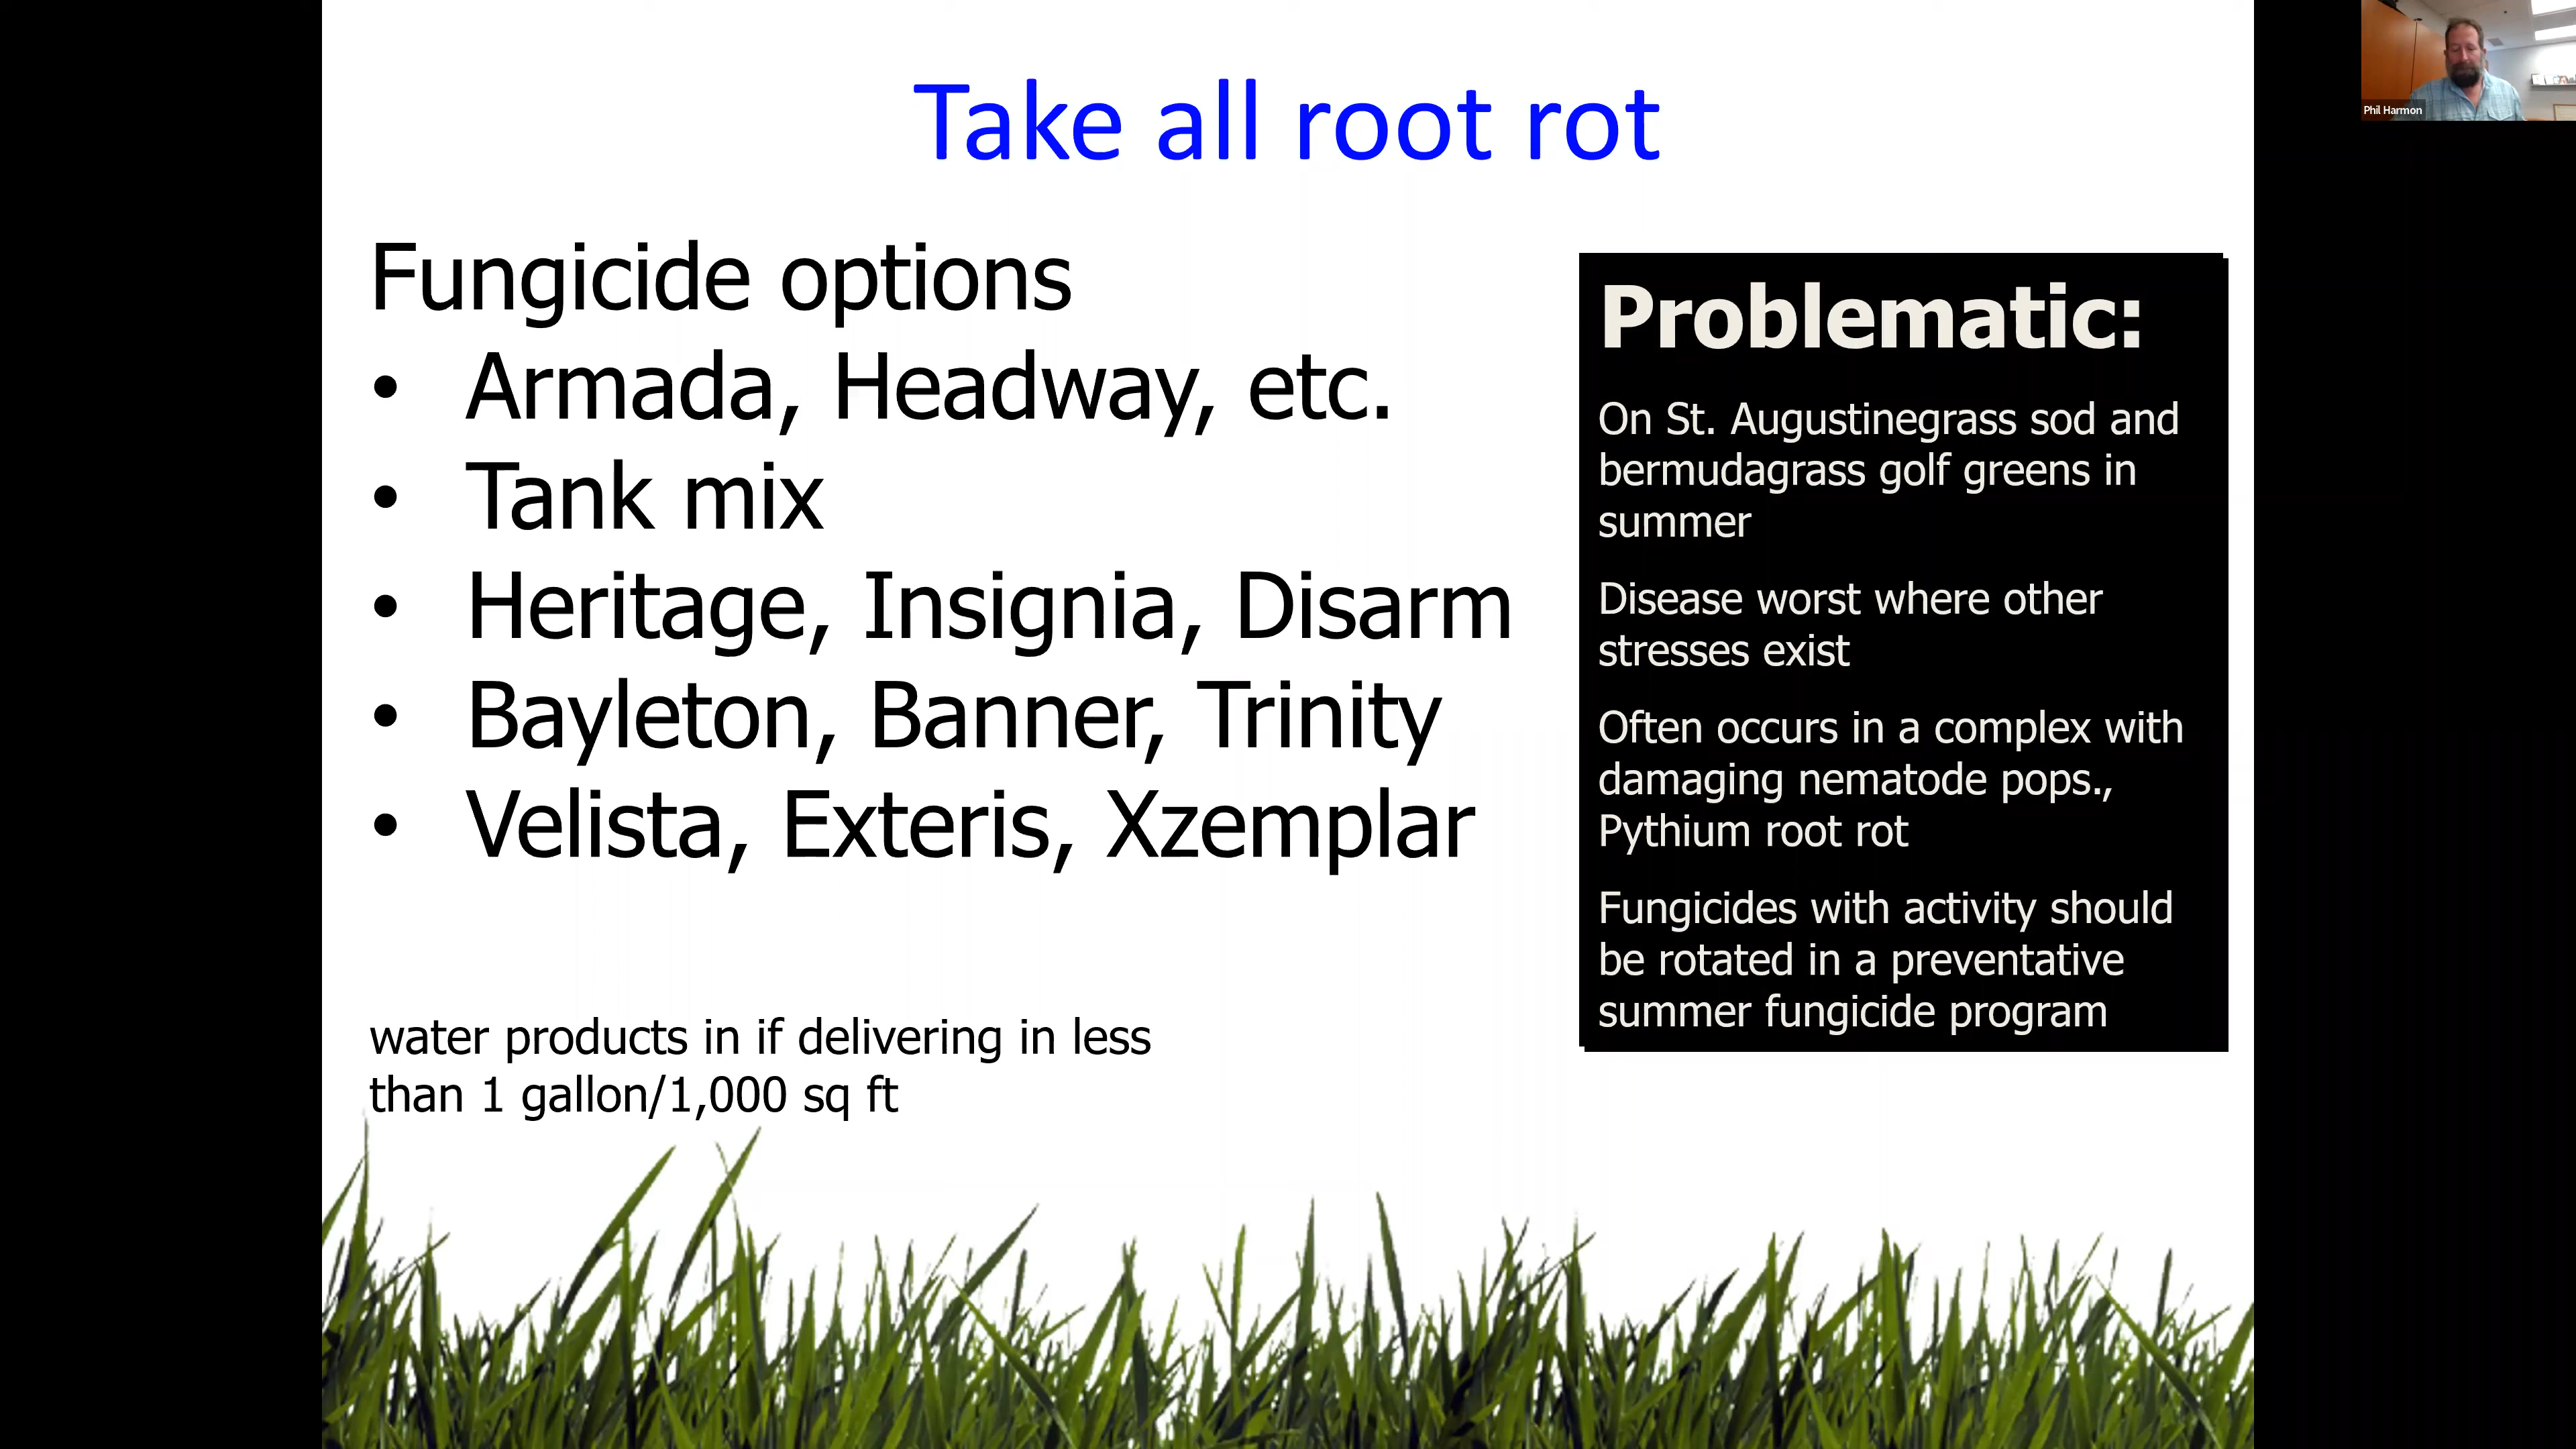 Take all root rot
Fungicide options
• Armada, Headway, etc.
• Tank mix
• Heritage, Insignia, Disarm
• Bayleton, Banner, Trinity
• Velista, Exteris, Xzemplar
water products in if delivering in less
than 1 gallon/1,000 sq ft
Problematic:
On St. Augustinegrass sod and
bermudagrass golf greens in
summer
Disease worst where other
stresses exist
Often occurs in a complex with
damaging nematode pops.,
Pythium root rot
Fungicides with activity should
be rotated in a preventative
summer fungicide program
Phil Harmon